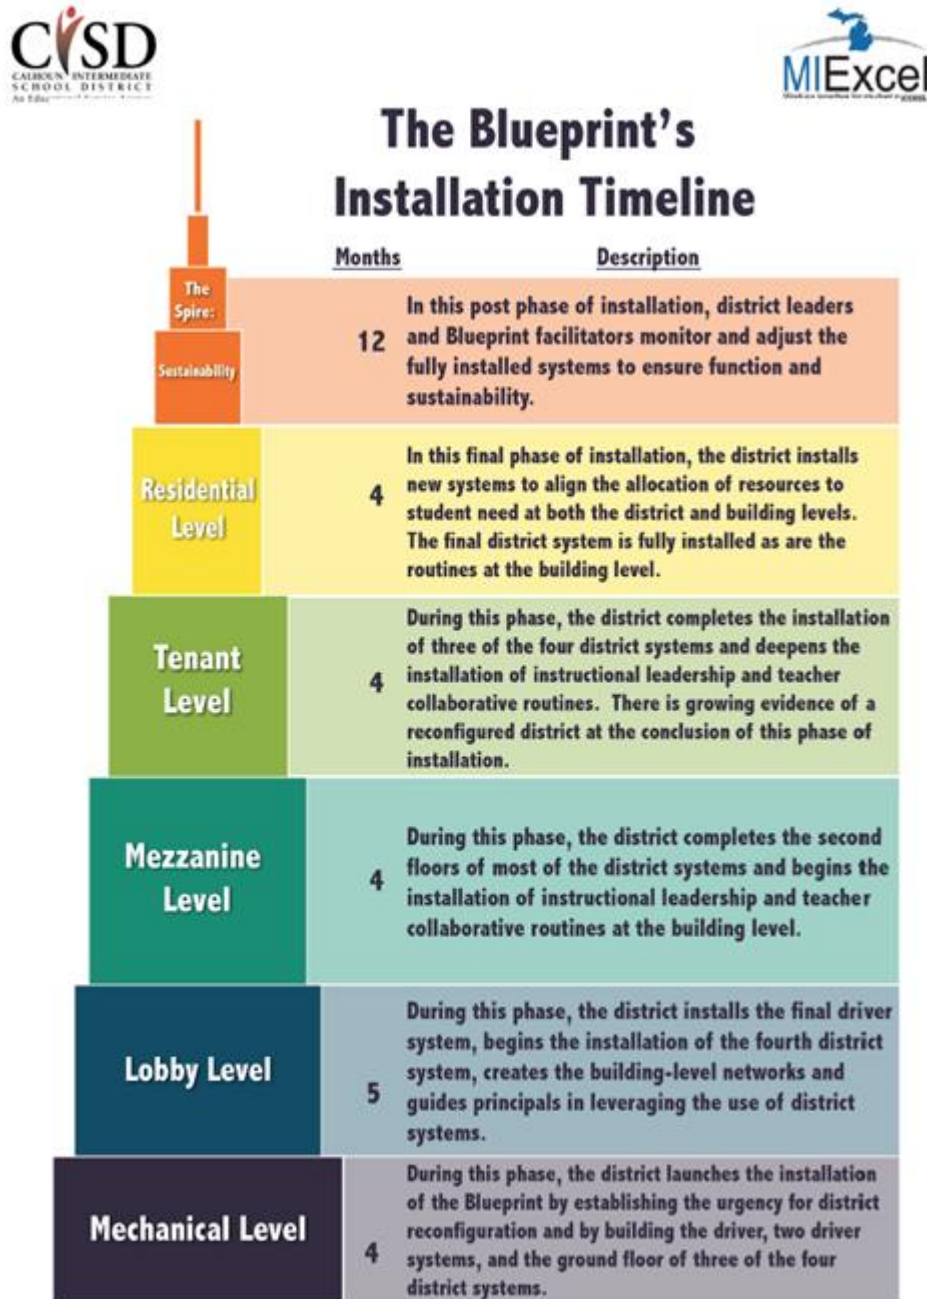 CISD
CALHOUN INTERMEDIATE
SCHOOL DISTRICT
MIExcel
The Blueprint's
Installation Timeline
Months
Description
The
Spire:
Sustainability
12
In this post phase of installation, district leaders
and Blueprint facilitators monitor and adjust the
fully installed systems to ensure function and
sustainability.
Residential
Level
4
In this final phase of installation, the district installs
new systems to align the allocation of resources to
student need at both the district and building levels.
The final district system is fully installed as are the
routines at the building level.
Tenant
Level
4
During this phase, the district completes the installation
of three of the four district systems and deepens the
installation of instructional leadership and teacher
collaborative routines. There is growing evidence of a
reconfigured district at the conclusion of this phase of
installation.
Mezzanine
Level
4
During this phase, the district completes the second
floors of most of the district systems and begins the
installation of instructional leadership and teacher
collaborative routines at the building level.
Lobby Level
5
During this phase, the district installs the final driver
system, begins the installation of the fourth district
system, creates the building-level networks and
guides principals in leveraging the use of district
systems.
Mechanical Level
4
During this phase, the district launches the installation
of the Blueprint by establishing the urgency for district
reconfiguration and by building the driver, two driver
systems, and the ground floor of three of the four
district systems.